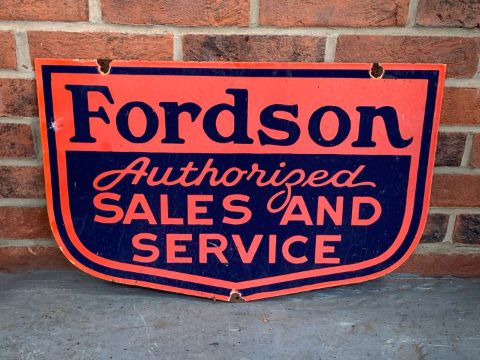 Fordson
Authorized
SALES AND
SERVICE